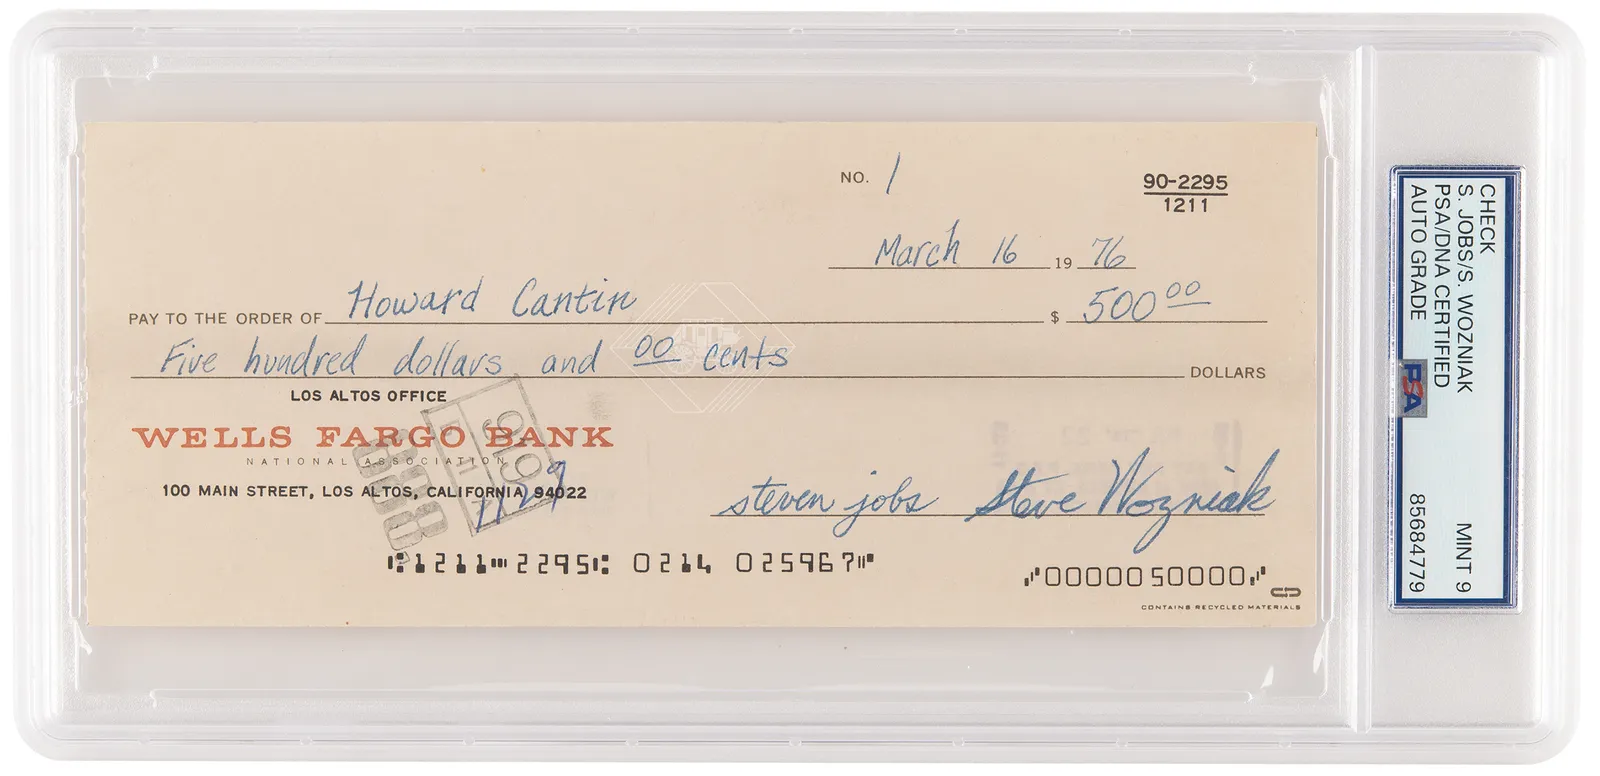 NO. 1
90-2295
1211
March 16 19 76
PAY TO THE ORDER OF Howard Cantin $ 500 00
Five hundred dollars and 00 cents DOLLARS
LOS ALTOS OFFICE
WELLS FARGO BANK
NATIONAL ASSOCIATION
100 MAIN STREET, LOS ALTOS, CALIFORNIA 94022
steven jobs Steve Wozniak
919
⑆1211⑉2295⑆ 0214 025967⑈
⑇0000050000⑇
CONTAINS RECYCLED MATERIALS
CHECK
S. JOBS/S. WOZNIAK
PSA/DNA CERTIFIED
AUTO GRADE
PSA
MINT 9
85684779